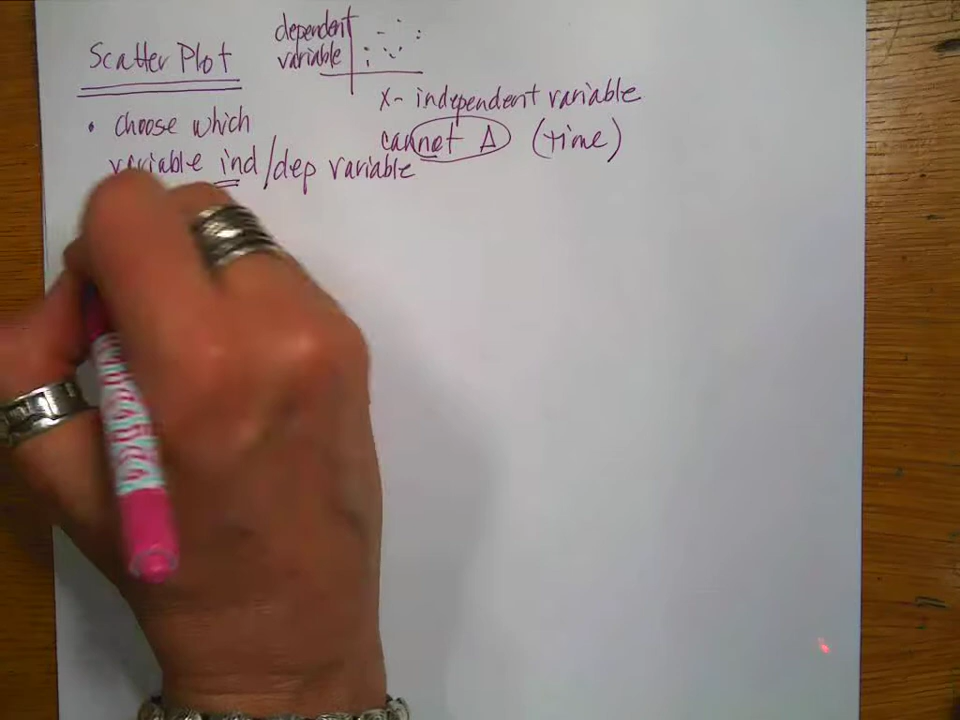 Scatter Plot
dependent
variable
x- independent variable
cannot Δ (time)
• choose which
variable ind/dep variable